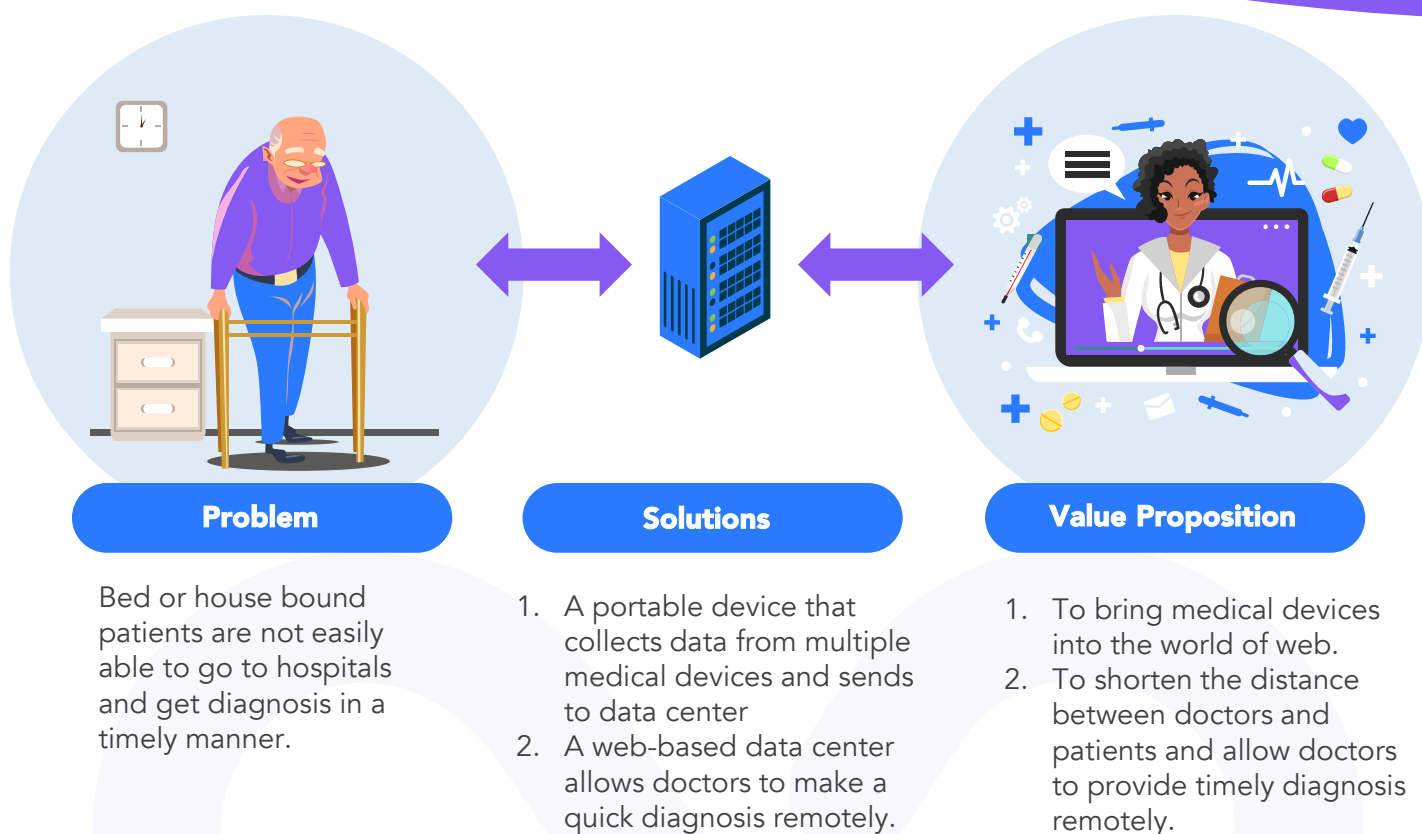 Problem
Bed or house bound
patients are not easily
able to go to hospitals
and get diagnosis in a
timely manner.
Solutions
1. A portable device that
collects data from multiple
medical devices and sends
to data center
2. A web-based data center
allows doctors to make a
quick diagnosis remotely.
Value Proposition
1. To bring medical devices
into the world of web.
2. To shorten the distance
between doctors and
patients and allow doctors
to provide timely diagnosis
remotely.